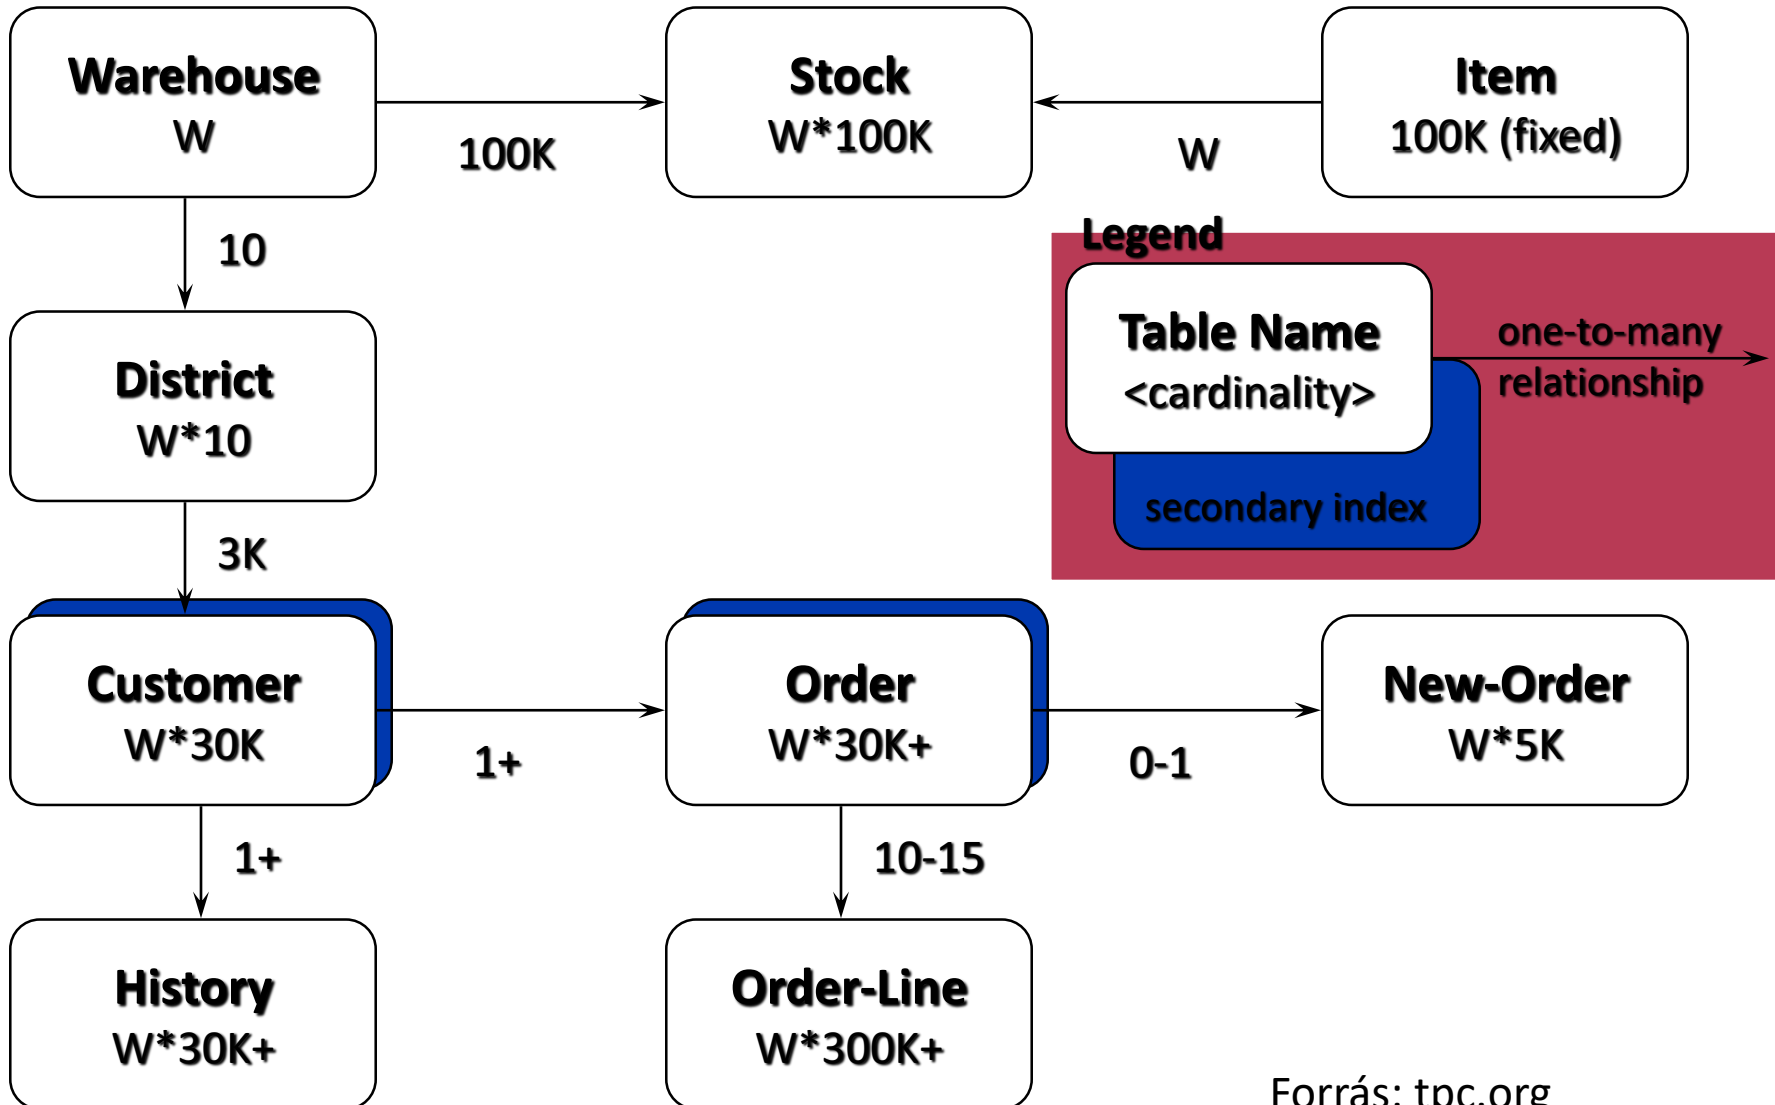 Warehouse
W
100K
Stock
W*100K
W
Item
100K (fixed)
10
Legend
Table Name
<cardinality>
one-to-many
relationship
secondary index
District
W*10
3K
Customer
W*30K
1+
Order
W*30K+
0-1
New-Order
W*5K
1+
10-15
History
W*30K+
Order-Line
W*300K+
Forrás: tpc.org